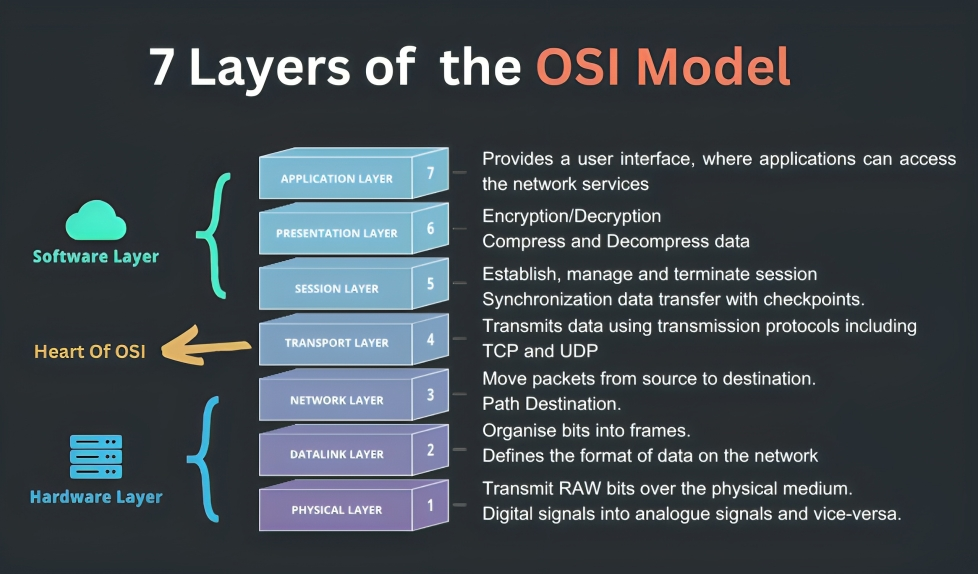 7 Layers of the OSI Model
APPLICATION LAYER 7
Provides a user interface, where applications can access
the network services
PRESENTATION LAYER 6
Encryption/Decryption
Compress and Decompress data
Software Layer
SESSION LAYER 5
Establish, manage and terminate session
Synchronization data transfer with checkpoints.
Heart Of OSI
TRANSPORT LAYER 4
Transmits data using transmission protocols including
TCP and UDP
NETWORK LAYER 3
Move packets from source to destination.
Path Destination.
DATALINK LAYER 2
Organise bits into frames.
Defines the format of data on the network
Hardware Layer
PHYSICAL LAYER 1
Transmit RAW bits over the physical medium.
Digital signals into analogue signals and vice-versa.